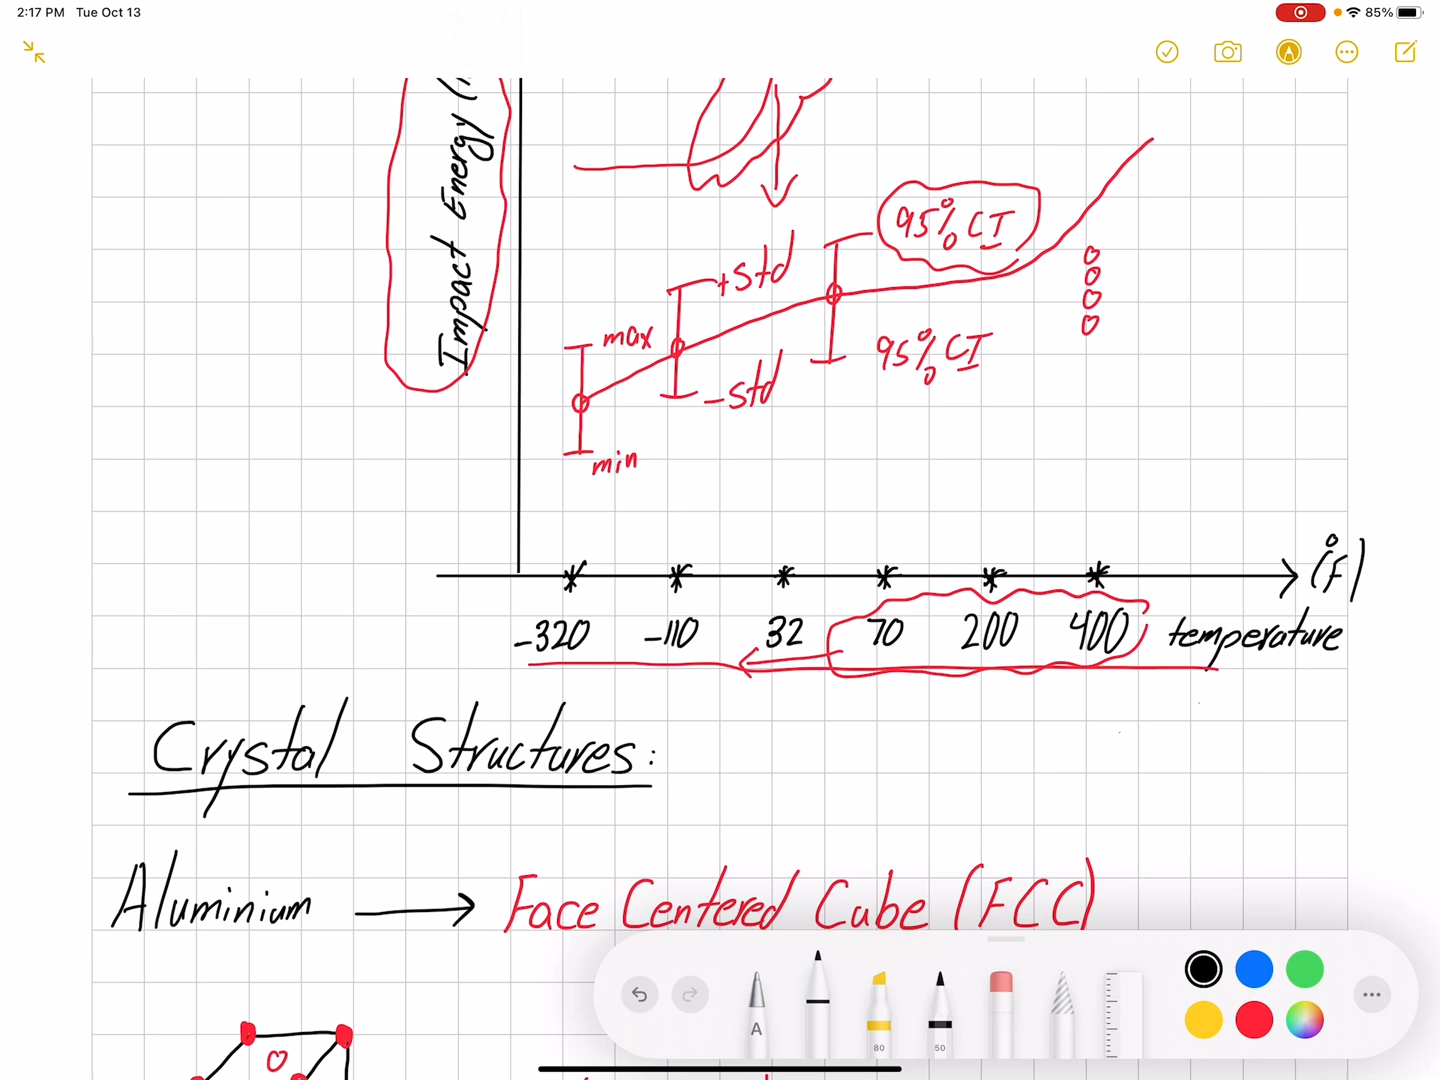 2:17 PM Tue Oct 13
85%
Impact Energy
95% CI
+std
max
95% CI
-std
min
(°F)
-320 -110 32 70 200 400 temperature
Crystal Structures:
Aluminium → Face Centered Cube (FCC)
A
80
50